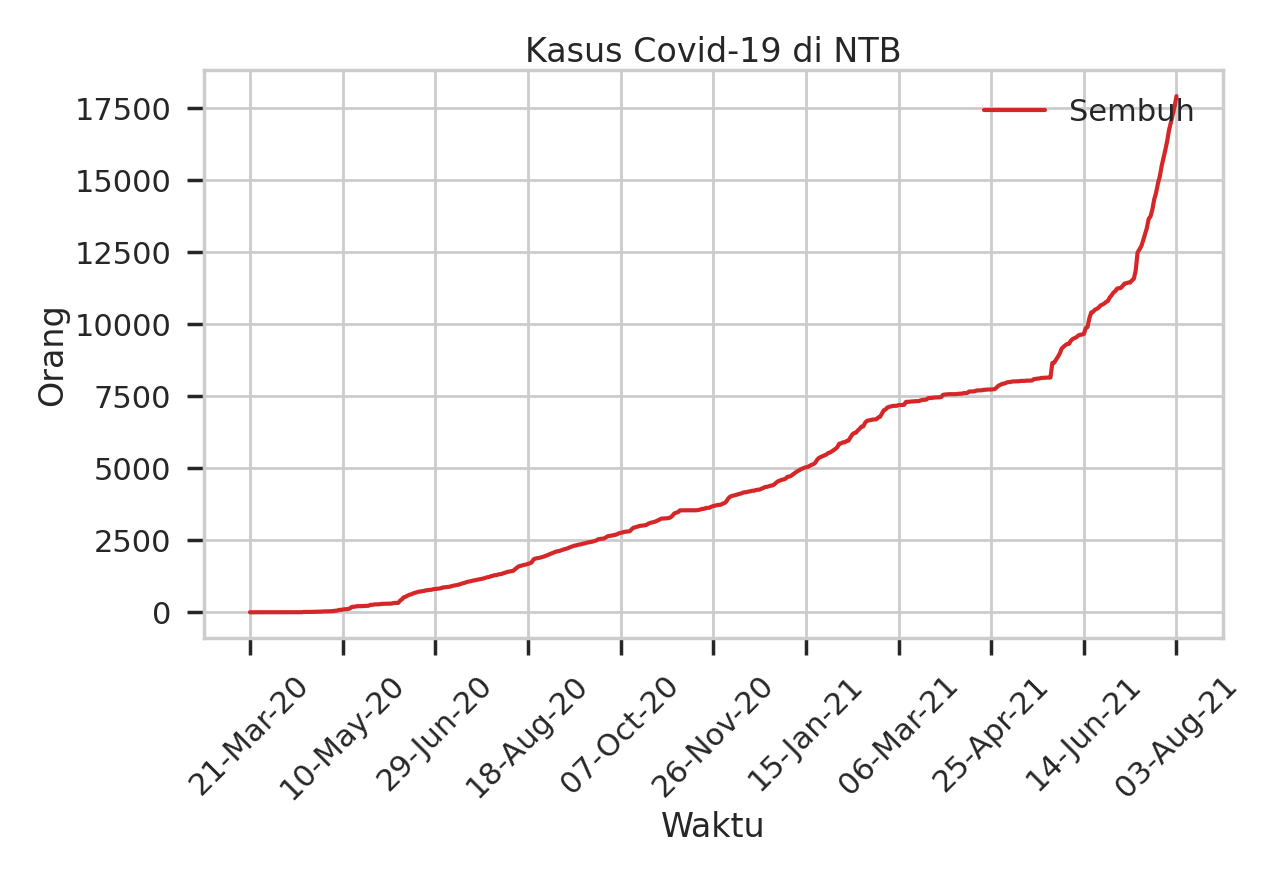 Kasus Covid-19 di NTB
Sembuh
Orang
17500
15000
12500
10000
7500
5000
2500
0
21-Mar-20
10-May-20
29-Jun-20
18-Aug-20
07-Oct-20
26-Nov-20
15-Jan-21
06-Mar-21
25-Apr-21
14-Jun-21
03-Aug-21
Waktu